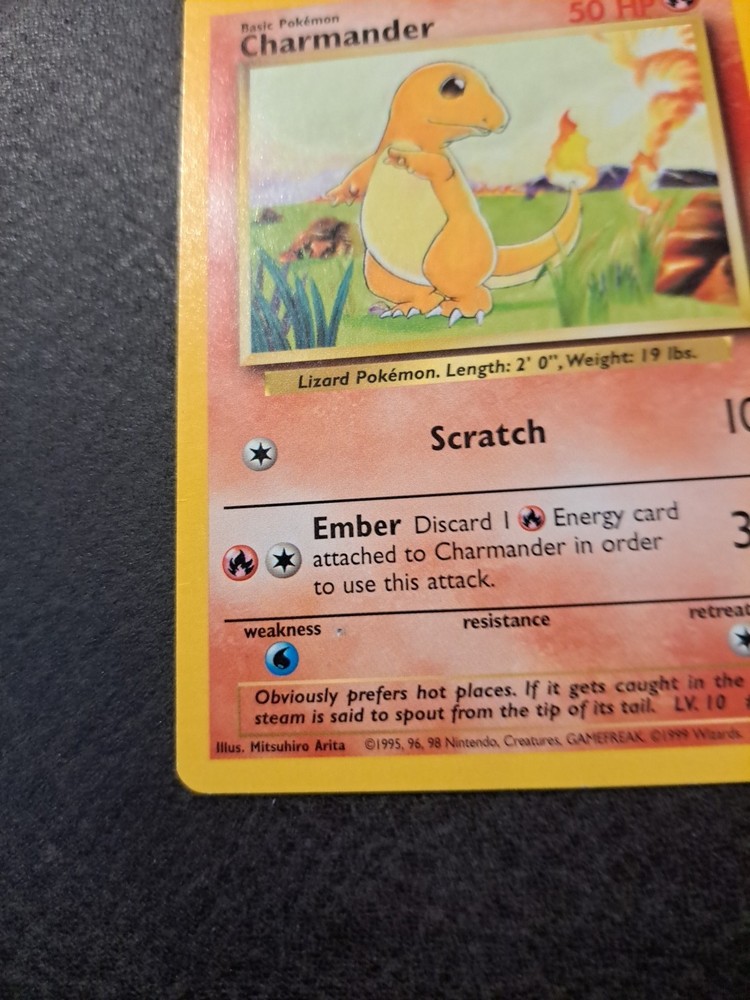 Basic Pokémon
Charmander 50 HP
Lizard Pokémon. Length: 2' 0", Weight: 19 lbs.
Scratch 10
Ember Discard 1 Energy card
attached to Charmander in order
to use this attack.
3
weakness resistance retreat
Obviously prefers hot places. If it gets caught in the
steam is said to spout from the tip of its tail. LV. 10 #
Illus. Mitsuhiro Arita ©1995, 96, 98 Nintendo, Creatures, GAMEFREAK. ©1999 Wizards.